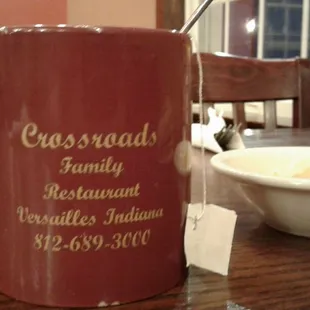 Crossroads
Family
Restaurant
Versailles Indiana
812-689-3000